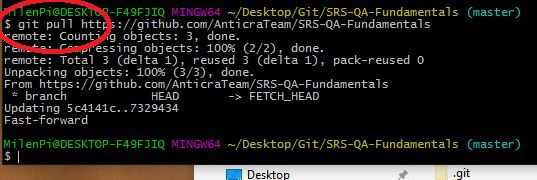 MilenPi@DESKTOP-F49FJIQ MINGW64 ~/Desktop/Git/SRS-QA-Fundamentals (master)
$ git pull https://github.com/AnticraTeam/SRS-QA-Fundamentals
remote: Counting objects: 3, done.
remote: Compressing objects: 100% (2/2), done.
remote: Total 3 (delta 1), reused 3 (delta 1), pack-reused 0
Unpacking objects: 100% (3/3), done.
From https://github.com/AnticraTeam/SRS-QA-Fundamentals
* branch HEAD -> FETCH_HEAD
Updating 5c4141c..7329434
Fast-forward
MilenPi@DESKTOP-F49FJIQ MINGW64 ~/Desktop/Git/SRS-QA-Fundamentals (master)
$
Desktop
.git